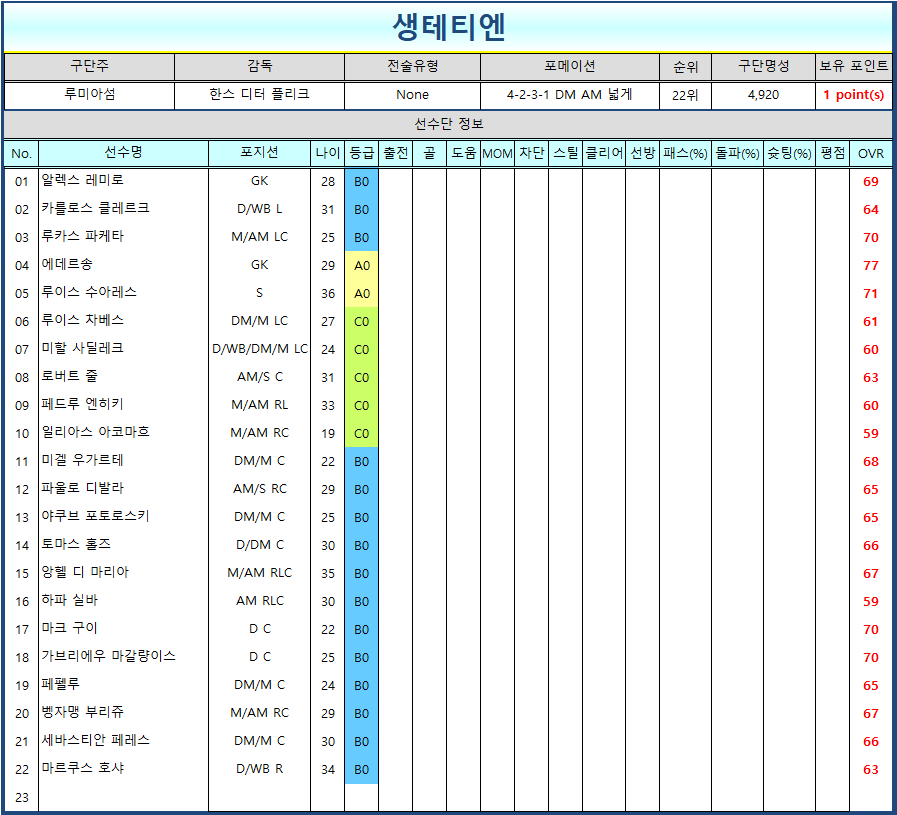 생테티엔
구단주 감독 전술유형 포메이션 순위 구단명성 보유 포인트
루미아섬 한스 디터 플리크 None 4-2-3-1 DM AM 넓게 22위 4,920 1 point(s)
선수단 정보
No. 선수명 포지션 나이 등급 출전 골 도움 MOM 차단 스틸 클리어 선방 패스(%) 돌파(%) 슛팅(%) 평점 OVR
01 알렉스 레미로 GK 28 B0 69
02 카를로스 클레르크 D/WB L 31 B0 64
03 루카스 파케타 M/AM LC 25 B0 70
04 에데르송 GK 29 A0 77
05 루이스 수아레스 S 36 A0 71
06 루이스 차베스 DM/M LC 27 C0 61
07 미할 사딜레크 D/WB/DM/M LC 24 C0 60
08 로버트 줄 AM/S C 31 C0 63
09 페드루 엔히키 M/AM RL 33 C0 60
10 일리아스 아코마흐 M/AM RC 19 C0 59
11 미겔 우가르테 DM/M C 22 B0 68
12 파울로 디발라 AM/S RC 29 B0 65
13 야쿠브 포토로스키 DM/M C 25 B0 65
14 토마스 홀즈 D/DM C 30 B0 66
15 앙헬 디 마리아 M/AM RLC 35 B0 67
16 하파 실바 AM RLC 30 B0 59
17 마크 구이 D C 22 B0 70
18 가브리에우 마갈량이스 D C 25 B0 70
19 페펠루 DM/M C 24 B0 65
20 벵자맹 부리쥬 M/AM RC 29 B0 67
21 세바스티안 페레스 DM/M C 30 B0 66
22 마르쿠스 호샤 D/WB R 34 B0 63
23